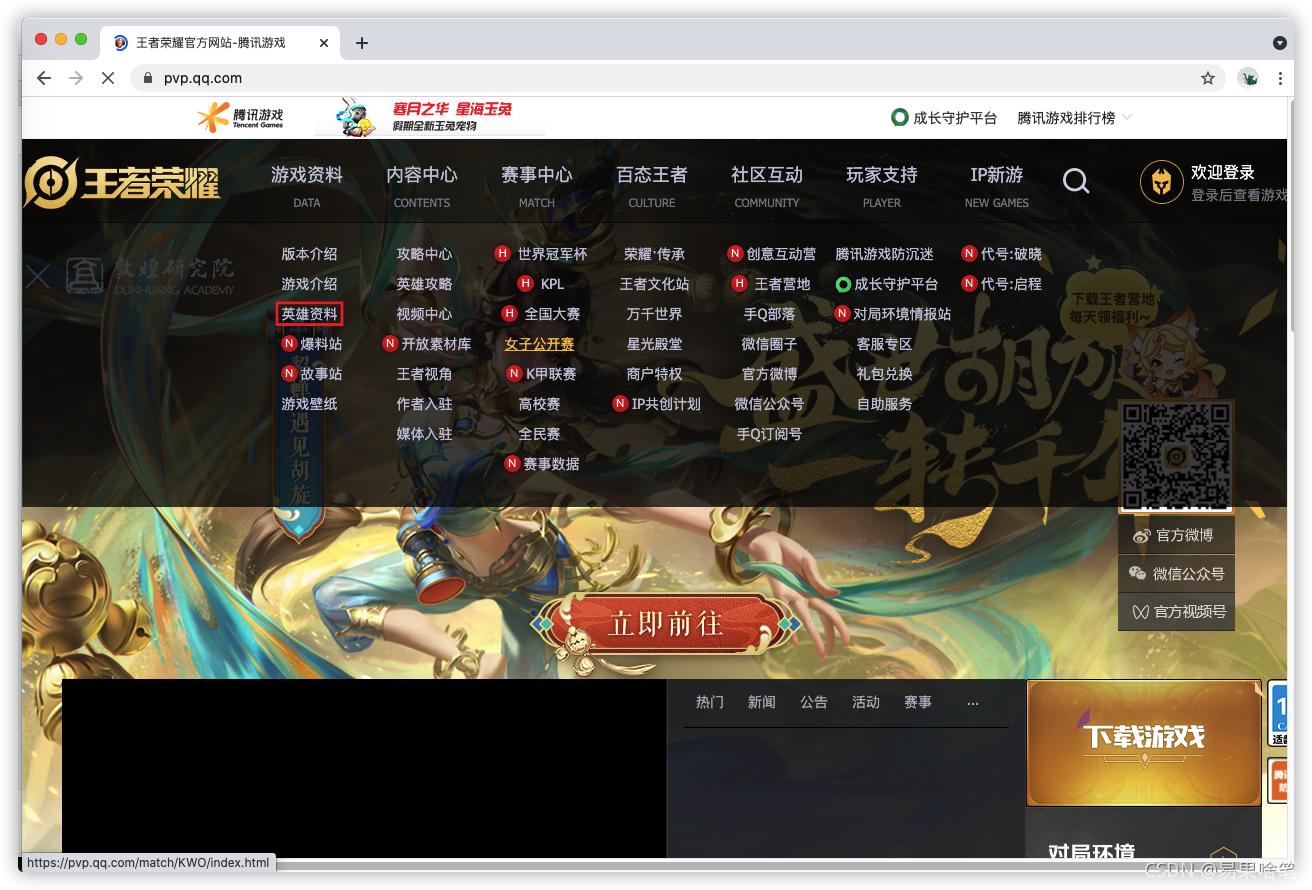 王者荣耀官方网站-腾讯游戏
pvp.qq.com
腾讯游戏
Tencent Games
寒月之华 星海玉兔
假期全新玉兔宠物
成长守护平台
腾讯游戏排行榜
王者荣耀
游戏资料 内容中心 赛事中心 百态王者 社区互动 玩家支持 IP新游
DATA CONTENTS MATCH CULTURE COMMUNITY PLAYER NEW GAMES
欢迎登录
登录后查看游戏
版本介绍 攻略中心 H 世界冠军杯 荣耀·传承 N 创意互动营 腾讯游戏防沉迷 N 代号:破晓
游戏介绍 英雄攻略 H KPL 王者文化站 H 王者营地 成长守护平台 N 代号:启程
英雄资料 视频中心 H 全国大赛 万千世界 手Q部落 N 对局环境情报站
N 爆料站 N 开放素材库 女子公开赛 星光殿堂 微信圈子 客服专区
N 故事站 王者视角 N K甲联赛 商户特权 官方微博 礼包兑换
游戏壁纸 作者入驻 高校赛 N IP共创计划 微信公众号 自助服务
媒体入驻 全民赛 手Q订阅号
N 赛事数据
敦煌研究院
DUNHUANG ACADEMY
遇见胡旋
盛世胡旋
一转千年
下载王者营地
每天领福利~
官方微博
微信公众号
官方视频号
立即前往
热门 新闻 公告 活动 赛事 ...
下载游戏
对局环境
https://pvp.qq.com/match/KWO/index.html
CSDN @易果啥笔